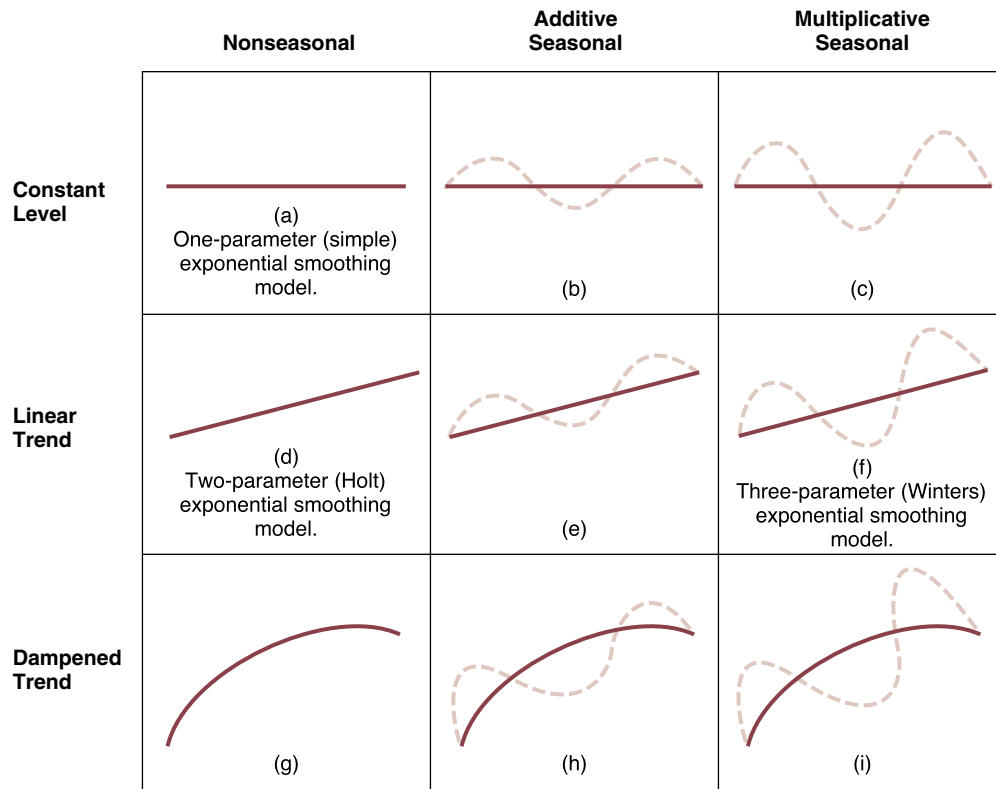 Nonseasonal
Additive
Seasonal
Multiplicative
Seasonal
Constant
Level
(a)
One-parameter (simple)
exponential smoothing
model.
(b)
(c)
Linear
Trend
(d)
Two-parameter (Holt)
exponential smoothing
model.
(e)
(f)
Three-parameter (Winters)
exponential smoothing
model.
Dampened
Trend
(g)
(h)
(i)